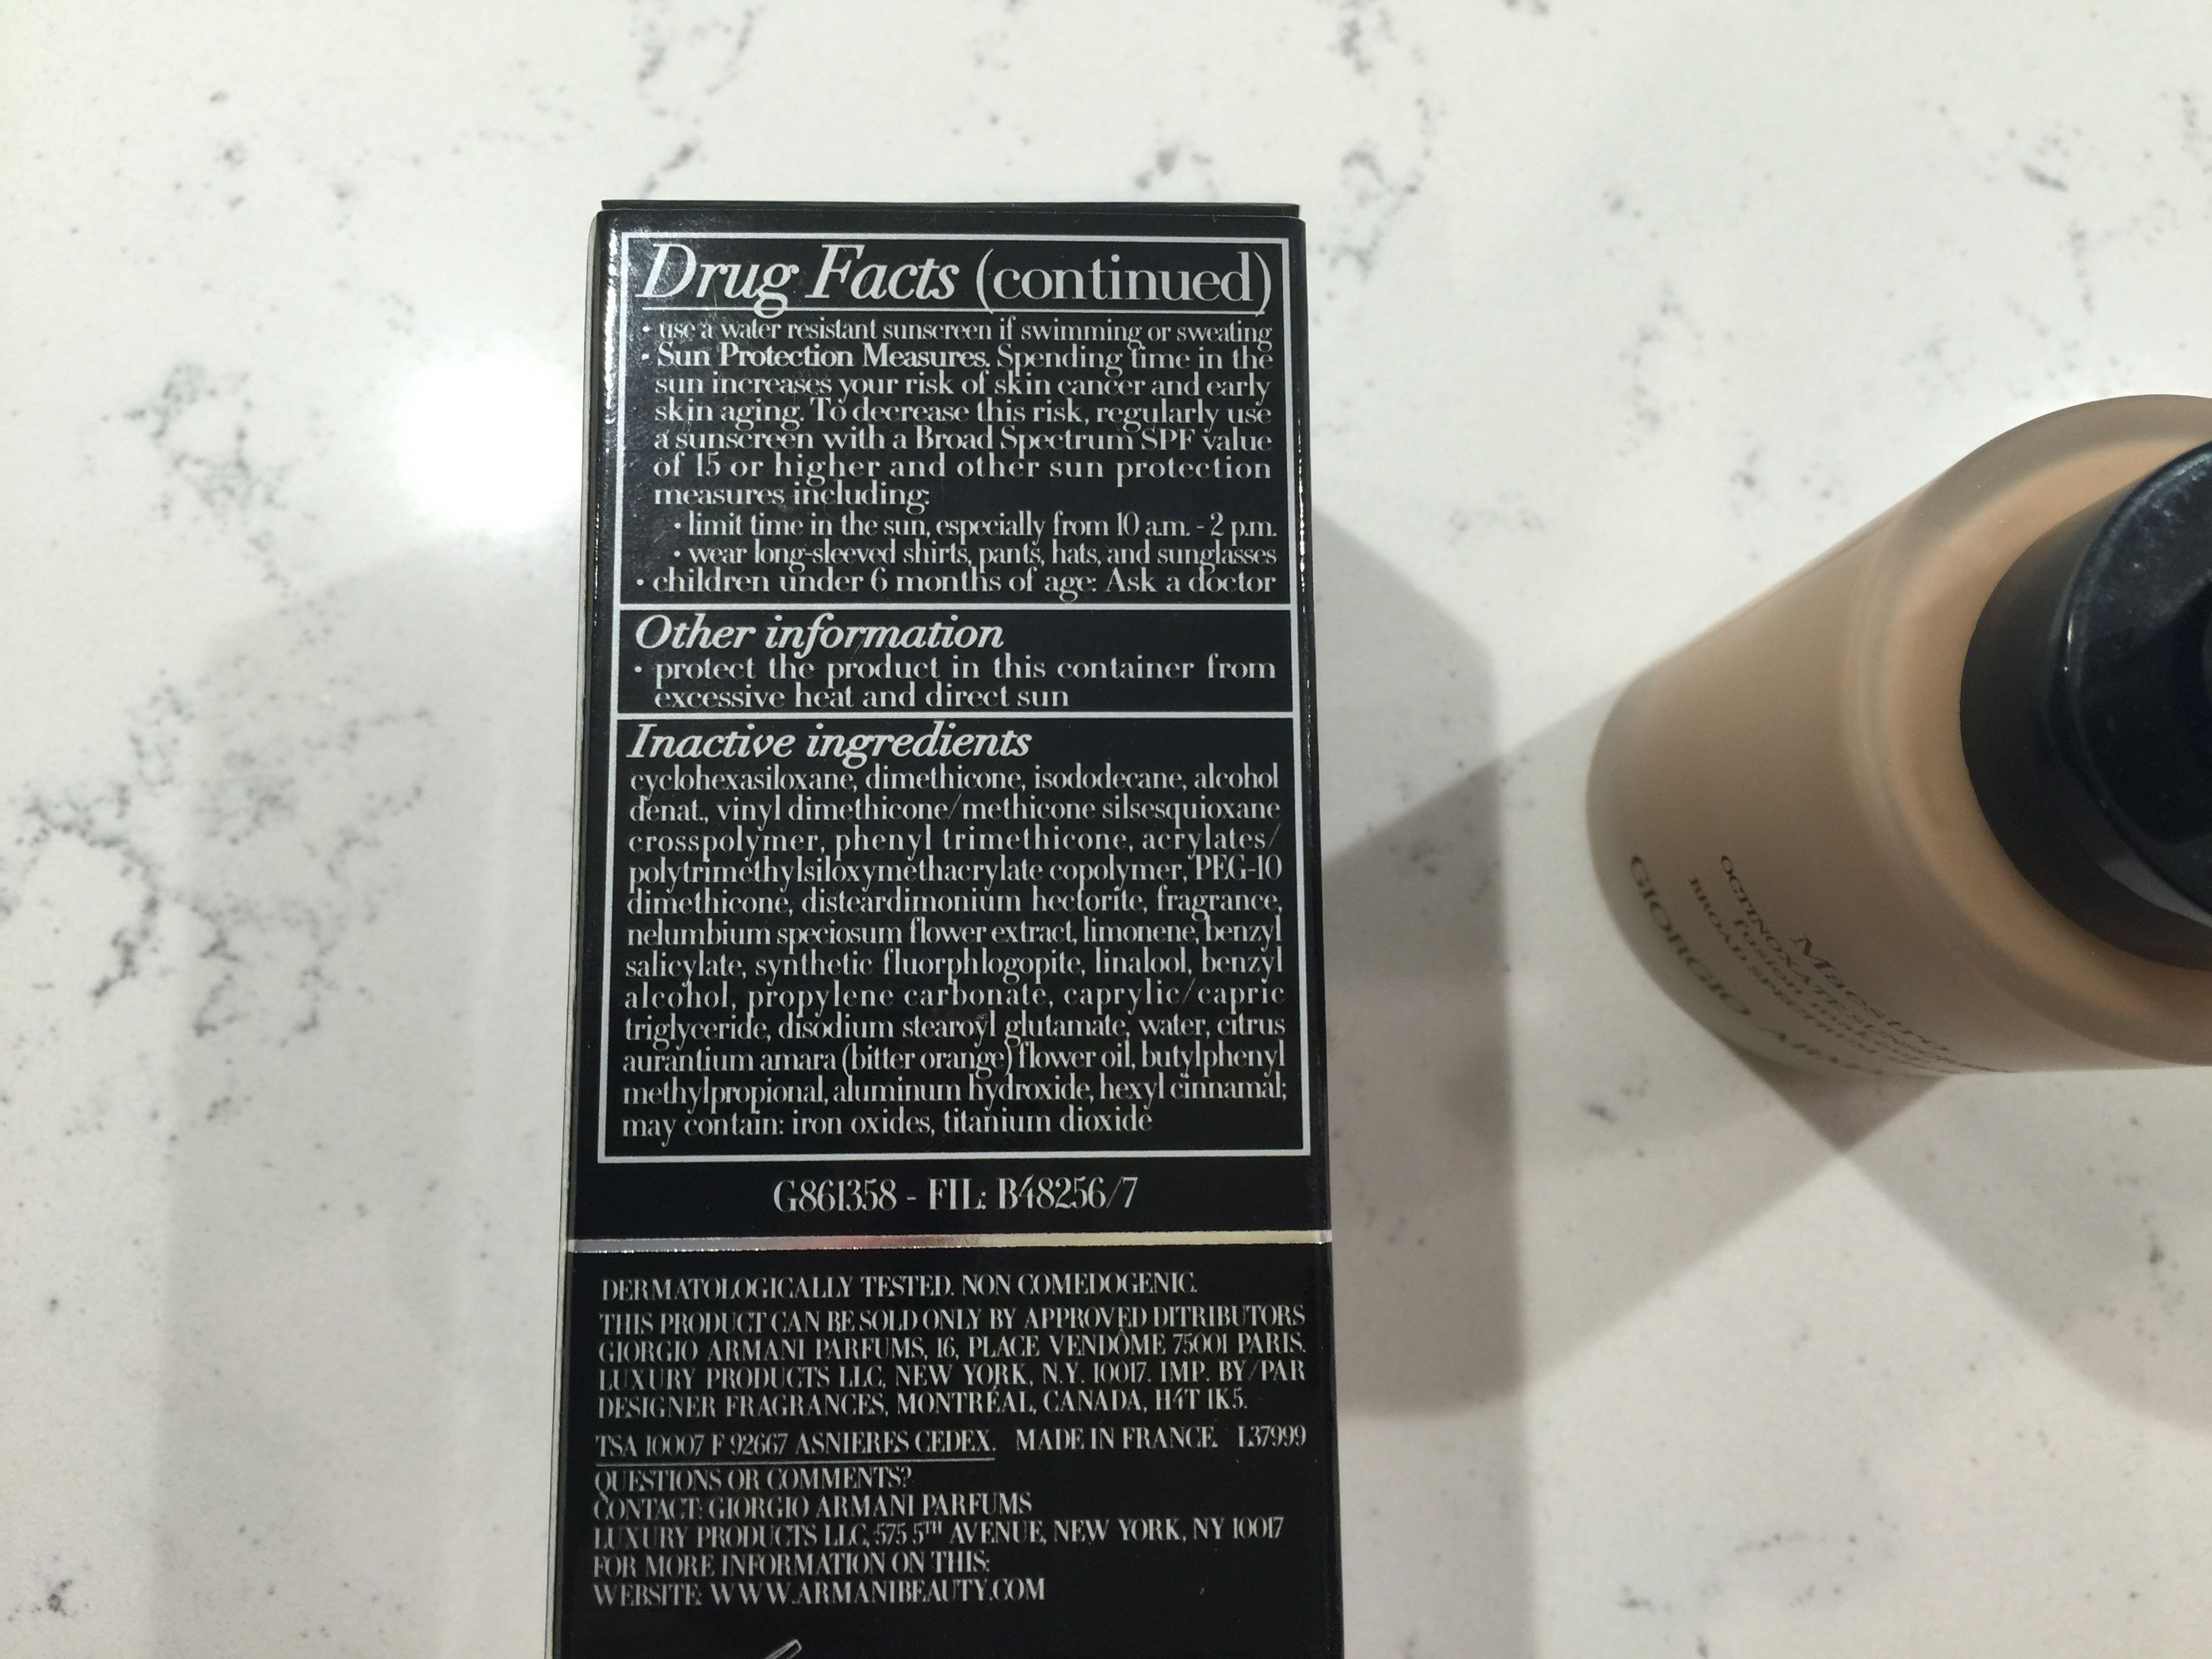 Drug Facts (continued)
• use a water resistant sunscreen if swimming or sweating
• Sun Protection Measures. Spending time in the
sun increases your risk of skin cancer and early
skin aging. To decrease this risk, regularly use
a sunscreen with a Broad Spectrum SPF value
of 15 or higher and other sun protection
measures including:
• limit time in the sun, especially from 10 a.m. - 2 p.m.
• wear long-sleeved shirts, pants, hats, and sunglasses
• children under 6 months of age: Ask a doctor
Other information
• protect the product in this container from
excessive heat and direct sun
Inactive ingredients
cyclohexasiloxane, dimethicone, isododecane, alcohol
denat., vinyl dimethicone/methicone silsesquioxane
crosspolymer, phenyl trimethicone, acrylates/
polytrimethylsiloxymethacrylate copolymer, PEG-10
dimethicone, disteardimonium hectorite, fragrance,
nelumbium speciosum flower extract, limonene, benzyl
salicylate, synthetic fluorphlogopite, linalool, benzyl
alcohol, propylene carbonate, caprylic/capric
triglyceride, disodium stearoyl glutamate, water, citrus
aurantium amara (bitter orange) flower oil, butylphenyl
methylpropional, aluminum hydroxide, hexyl cinnamal;
may contain: iron oxides, titanium dioxide
G861358 - FIL: B48256/7
DERMATOLOGICALLY TESTED. NON COMEDOGENIC.
THIS PRODUCT CAN BE SOLD ONLY BY APPROVED DITRIBUTORS
GIORGIO ARMANI PARFUMS, 16, PLACE VENDÔME 75001 PARIS.
LUXURY PRODUCTS LLC, NEW YORK, N.Y. 10017. IMP. BY/PAR
DESIGNER FRAGRANCES, MONTRÉAL, CANADA, H4T 1K5.
TSA 10007 F 92667 ASNIERES CEDEX. MADE IN FRANCE. L37999
QUESTIONS OR COMMENTS?
CONTACT: GIORGIO ARMANI PARFUMS
LUXURY PRODUCTS LLC, 575 5TH AVENUE, NEW YORK, NY 10017
FOR MORE INFORMATION ON THIS:
WEBSITE: WWW.ARMANIBEAUTY.COM
Maestro
BROAD SPECTRUM
GIORGIO